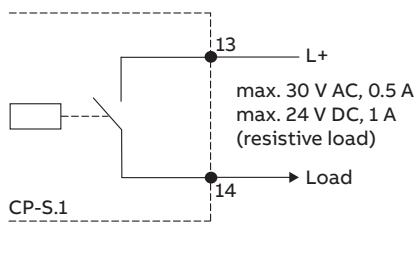 13
L+
max. 30 V AC, 0.5 A
max. 24 V DC, 1 A
(resistive load)
Load
14
CP-S.1